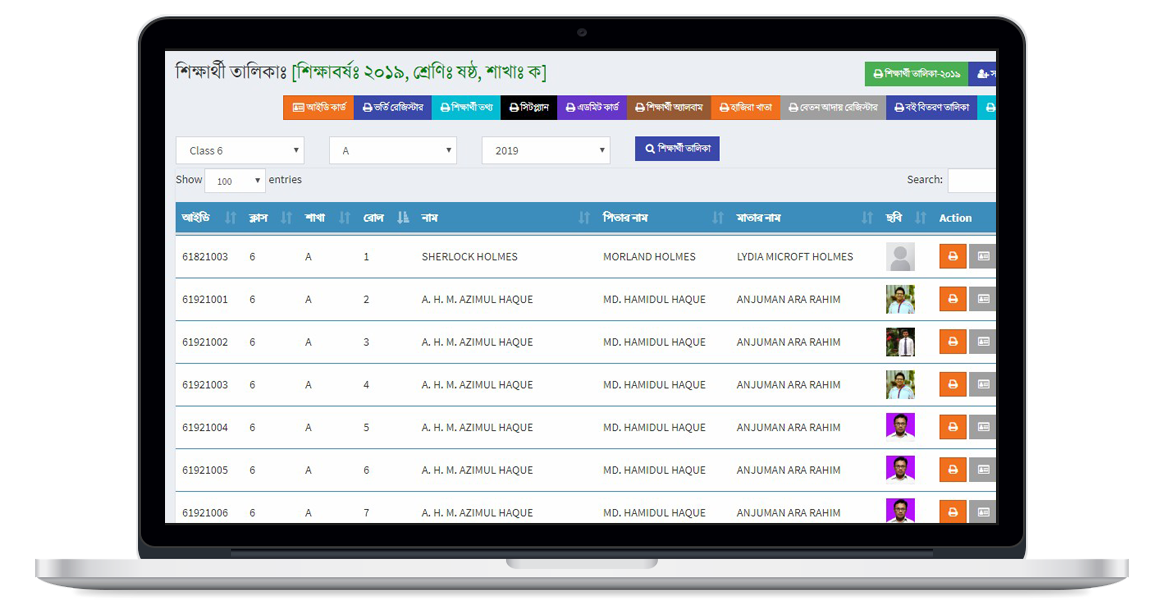 শিক্ষার্থী তালিকাঃ [শিক্ষাবর্ষঃ ২০১৯, শ্রেণিঃ ষষ্ঠ, শাখাঃ ক]
শিক্ষার্থী তালিকা-২০১৯
আইডি কার্ড ভর্তি রেজিস্টার শিক্ষার্থী তথ্য সিটপ্ল্যান এডমিট কার্ড শিক্ষার্থী অ্যালবাম হাজিরা খাতা বেতন আদায় রেজিস্টার বই বিতরণ তালিকা
Class 6 A 2019 শিক্ষার্থী তালিকা
Show 100 entries Search:
আইডি ক্লাস শাখা রোল নাম পিতার নাম মাতার নাম ছবি Action
61821003 6 A 1 SHERLOCK HOLMES MORLAND HOLMES LYDIA MICROFT HOLMES
61921001 6 A 2 A. H. M. AZIMUL HAQUE MD. HAMIDUL HAQUE ANJUMAN ARA RAHIM
61921002 6 A 3 A. H. M. AZIMUL HAQUE MD. HAMIDUL HAQUE ANJUMAN ARA RAHIM
61921003 6 A 4 A. H. M. AZIMUL HAQUE MD. HAMIDUL HAQUE ANJUMAN ARA RAHIM
61921004 6 A 5 A. H. M. AZIMUL HAQUE MD. HAMIDUL HAQUE ANJUMAN ARA RAHIM
61921005 6 A 6 A. H. M. AZIMUL HAQUE MD. HAMIDUL HAQUE ANJUMAN ARA RAHIM
61921006 6 A 7 A. H. M. AZIMUL HAQUE MD. HAMIDUL HAQUE ANJUMAN ARA RAHIM